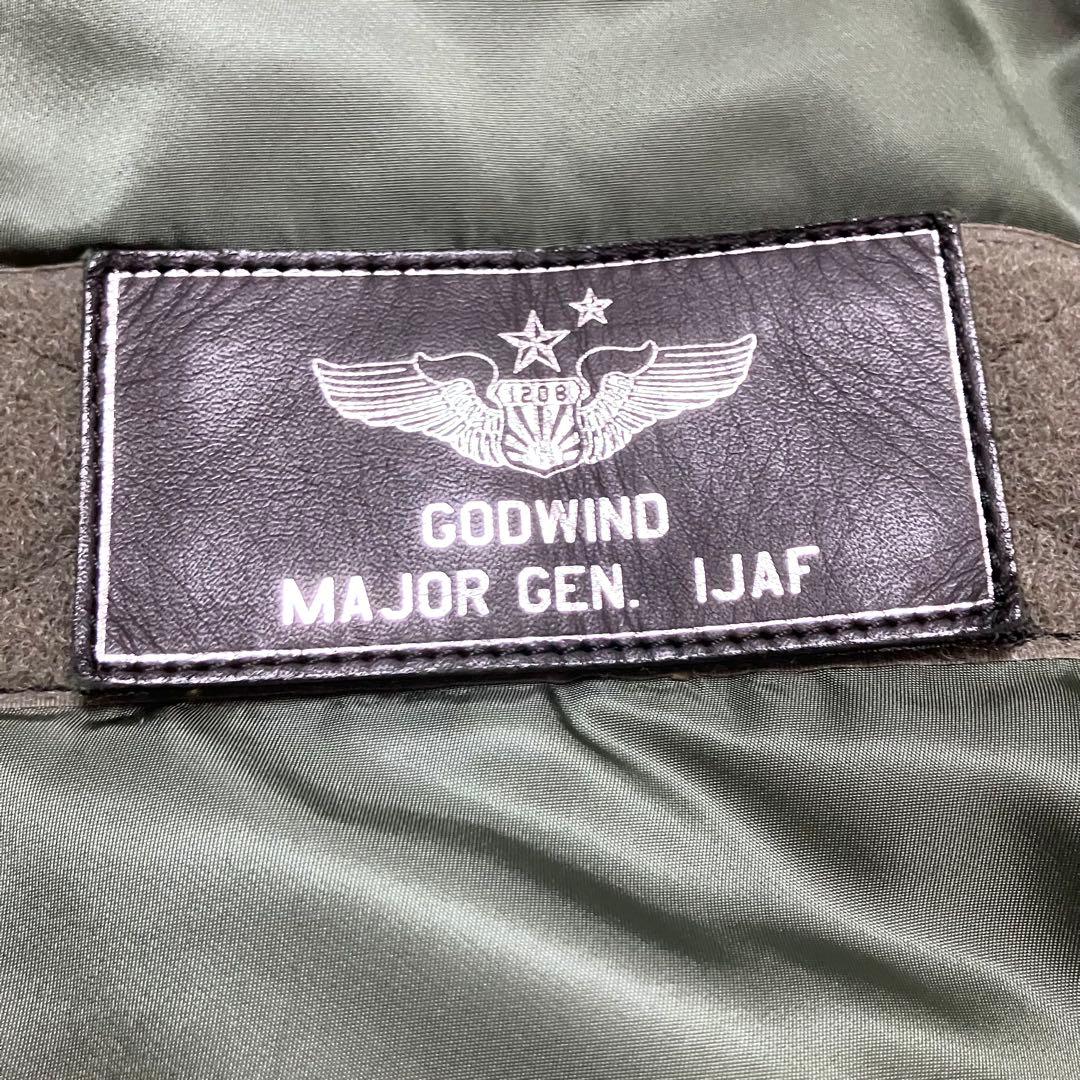 1208
GODWIND
MAJOR GEN. IJAF